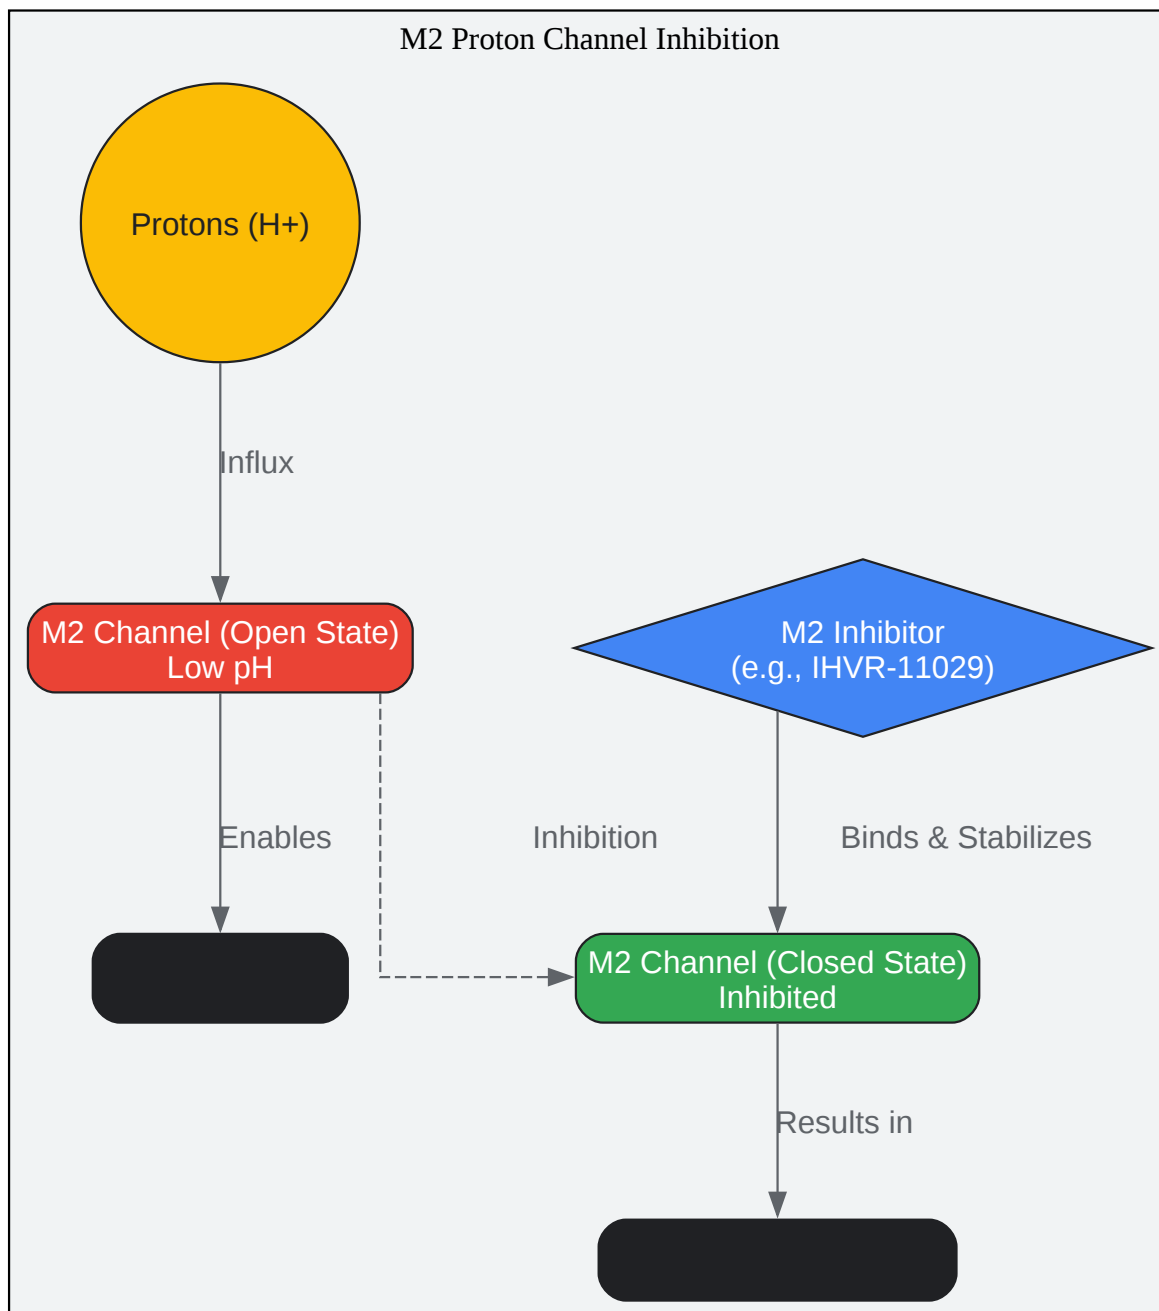 M2 Proton Channel Inhibition
Protons (H+)
Influx
M2 Channel (Open State)
Low pH
M2 Inhibitor
(e.g., IHVR-11029)
Enables
Inhibition
Binds & Stabilizes
M2 Channel (Closed State)
Inhibited
Results in